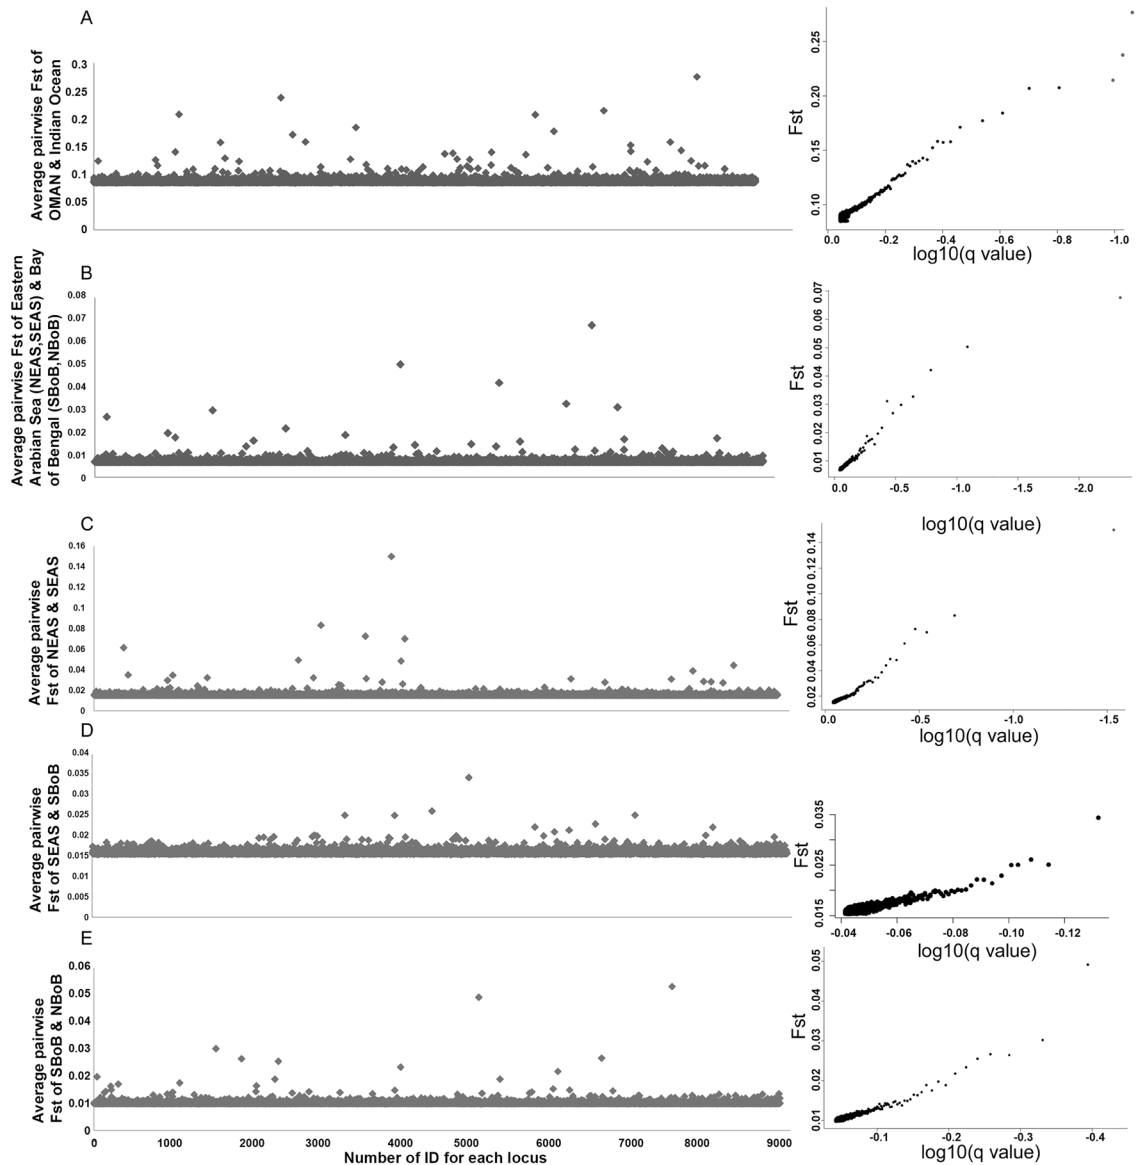 A
Average pairwise Fst of
OMAN & Indian Ocean
0.3
0.25
0.2
0.15
0.1
0.05
0
Fst
0.25
0.20
0.15
0.10
0.0 -0.2 -0.4 -0.6 -0.8 -1.0
log10(q value)
B
Average pairwise Fst of Eastern
Arabian Sea (NEAS,SEAS) & Bay
of Bengal (SBoB,NBoB)
0.08
0.07
0.06
0.05
0.04
0.03
0.02
0.01
0
Fst
0.07
0.06
0.05
0.04
0.03
0.02
0.01
0.0 -0.5 -1.0 -1.5 -2.0
log10(q value)
C
Average pairwise
Fst of NEAS & SEAS
0.16
0.14
0.12
0.1
0.08
0.06
0.04
0.02
0
Fst
0.14
0.12
0.10
0.08
0.06
0.04
0.02
0.0 -0.5 -1.0 -1.5
log10(q value)
D
Average pairwise
Fst of SEAS & SBoB
0.04
0.035
0.03
0.025
0.02
0.015
0.01
0.005
0
Fst
0.035
0.025
0.015
-0.04 -0.06 -0.08 -0.10 -0.12
log10(q value)
E
Average pairwise
Fst of SBoB & NBoB
0.06
0.05
0.04
0.03
0.02
0.01
0
0 1000 2000 3000 4000 5000 6000 7000 8000 9000
Number of ID for each locus
Fst
0.05
0.04
0.03
0.02
0.01
-0.1 -0.2 -0.3 -0.4
log10(q value)